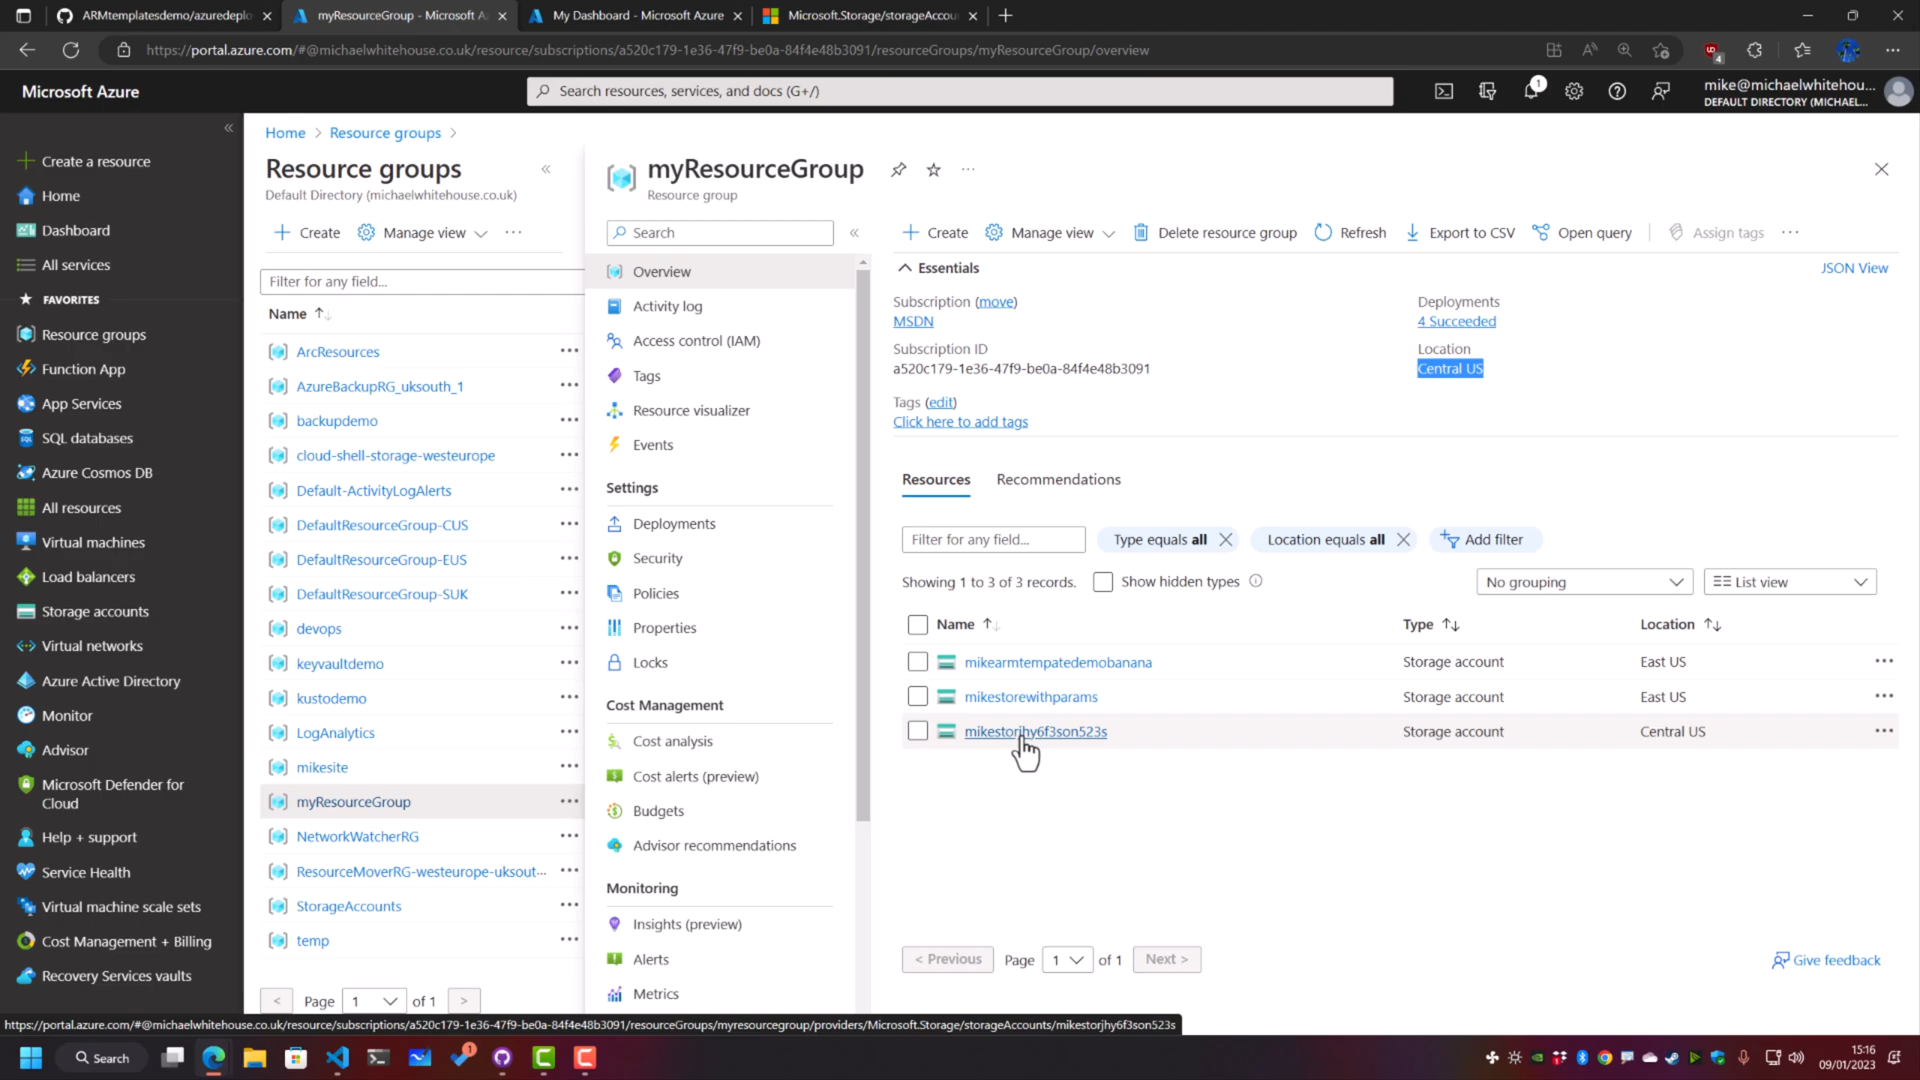 ARMtemplatesdemo/azuredeplo
myResourceGroup - Microsoft A
My Dashboard - Microsoft Azure
Microsoft.Storage/storageAccou
https://portal.azure.com/#@michaelwhitehouse.co.uk/resource/subscriptions/a520c179-1e36-47f9-be0a-84f4e48b3091/resourceGroups/myResourceGroup/overview
4
Microsoft Azure
Search resources, services, and docs (G+/)
1
mike@michaelwhitehou...
DEFAULT DIRECTORY (MICHAEL...
Create a resource
Home
Dashboard
All services
FAVORITES
Resource groups
Function App
App Services
SQL databases
Azure Cosmos DB
All resources
Virtual machines
Load balancers
Storage accounts
Virtual networks
Azure Active Directory
Monitor
Advisor
Microsoft Defender for
Cloud
Help + support
Service Health
Virtual machine scale sets
Cost Management + Billing
Recovery Services vaults
Home > Resource groups >
Resource groups
Default Directory (michaelwhitehouse.co.uk)
Create
Manage view
Filter for any field...
Name
ArcResources
AzureBackupRG_uksouth_1
backupdemo
cloud-shell-storage-westeurope
Default-ActivityLogAlerts
DefaultResourceGroup-CUS
DefaultResourceGroup-EUS
DefaultResourceGroup-SUK
devops
keyvaultdemo
kustodemo
LogAnalytics
mikesite
myResourceGroup
NetworkWatcherRG
ResourceMoverRG-westeurope-uksout...
StorageAccounts
temp
< Page 1 of 1 >
myResourceGroup
Resource group
Search
Overview
Activity log
Access control (IAM)
Tags
Resource visualizer
Events
Settings
Deployments
Security
Policies
Properties
Locks
Cost Management
Cost analysis
Cost alerts (preview)
Budgets
Advisor recommendations
Monitoring
Insights (preview)
Alerts
Metrics
Create
Manage view
Delete resource group
Refresh
Export to CSV
Open query
Assign tags
Essentials
JSON View
Subscription (move)
MSDN
Subscription ID
a520c179-1e36-47f9-be0a-84f4e48b3091
Tags (edit)
Click here to add tags
Deployments
4 Succeeded
Location
Central US
Resources
Recommendations
Filter for any field...
Type equals all
Location equals all
Add filter
Showing 1 to 3 of 3 records.
Show hidden types
No grouping
List view
Name
Type
Location
mikearmtempatedemobanana
Storage account
East US
mikestorewithparams
Storage account
East US
mikestorjhy6f3son523s
Storage account
Central US
< Previous
Page 1 of 1
Next >
Give feedback
https://portal.azure.com/#@michaelwhitehouse.co.uk/resource/subscriptions/a520c179-1e36-47f9-be0a-84f4e48b3091/resourceGroups/myresourcegroup/providers/Microsoft.Storage/storageAccounts/mikestorjhy6f3son523s
Search
1
15:16
09/01/2023